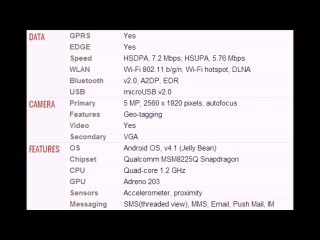 DATA GPRS Yes
EDGE Yes
Speed HSDPA, 7.2 Mbps; HSUPA, 5.76 Mbps
WLAN Wi-Fi 802.11 b/g/n, Wi-Fi hotspot, DLNA
Bluetooth v2.0, A2DP, EDR
USB microUSB v2.0
CAMERA Primary 5 MP, 2560 x 1920 pixels, autofocus
Features Geo-tagging
Video Yes
Secondary VGA
FEATURES OS Android OS, v4.1 (Jelly Bean)
Chipset Qualcomm MSM8225Q Snapdragon
CPU Quad-core 1.2 GHz
GPU Adreno 203
Sensors Accelerometer, proximity
Messaging SMS(threaded view), MMS, Email, Push Mail, IM